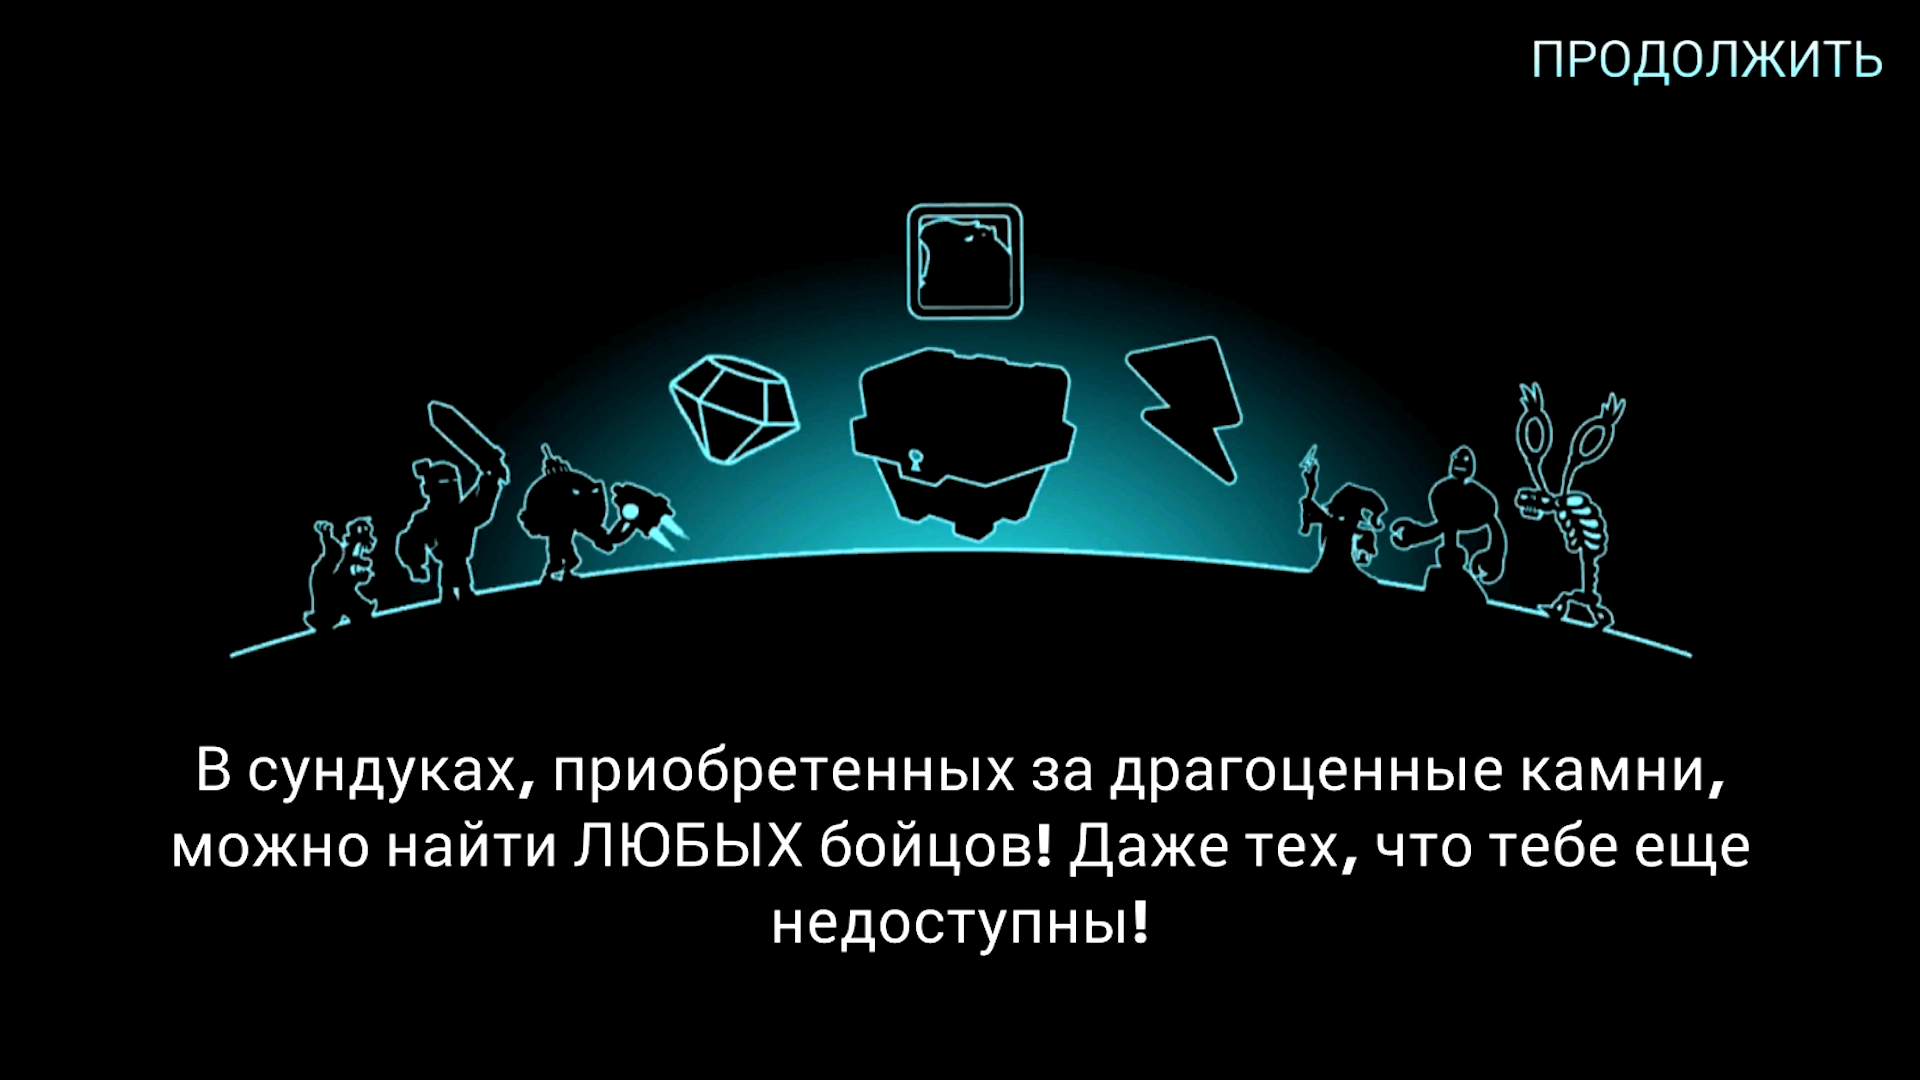 ПРОДОЛЖИТЬ
В сундуках, приобретенных за драгоценные камни,
можно найти ЛЮБЫХ бойцов! Даже тех, что тебе еще
недоступны!